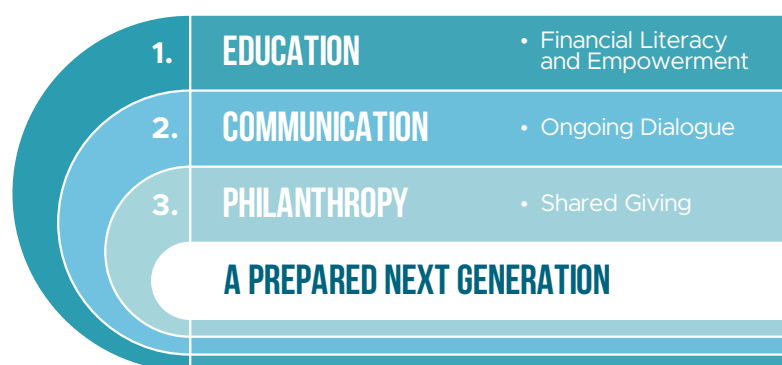 1. EDUCATION • Financial Literacy
and Empowerment
2. COMMUNICATION • Ongoing Dialogue
3. PHILANTHROPY • Shared Giving
A PREPARED NEXT GENERATION